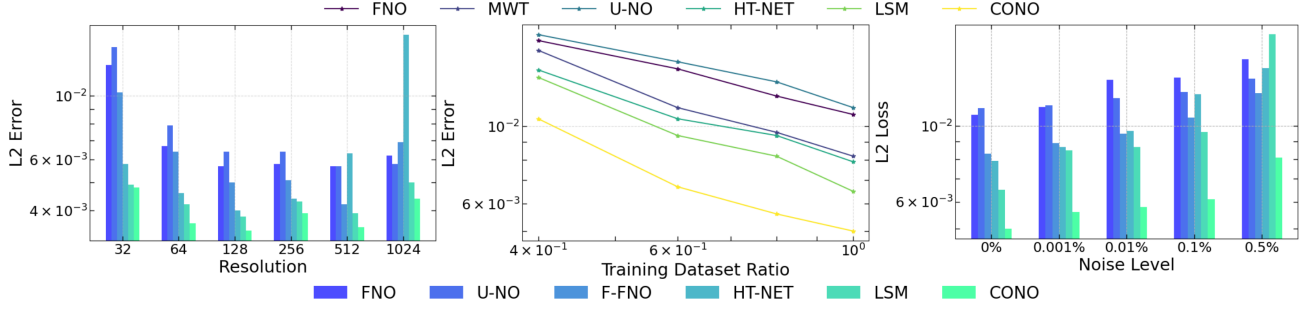 FNO MWT U-NO HT-NET LSM CONO
L2 Error
10⁻²
6 × 10⁻³
4 × 10⁻³
32 64 128 256 512 1024
Resolution
L2 Error
10⁻²
6 × 10⁻³
4 × 10⁻¹ 6 × 10⁻¹ 10⁰
Training Dataset Ratio
L2 Loss
10⁻²
6 × 10⁻³
0% 0.001% 0.01% 0.1% 0.5%
Noise Level
FNO U-NO F-FNO HT-NET LSM CONO